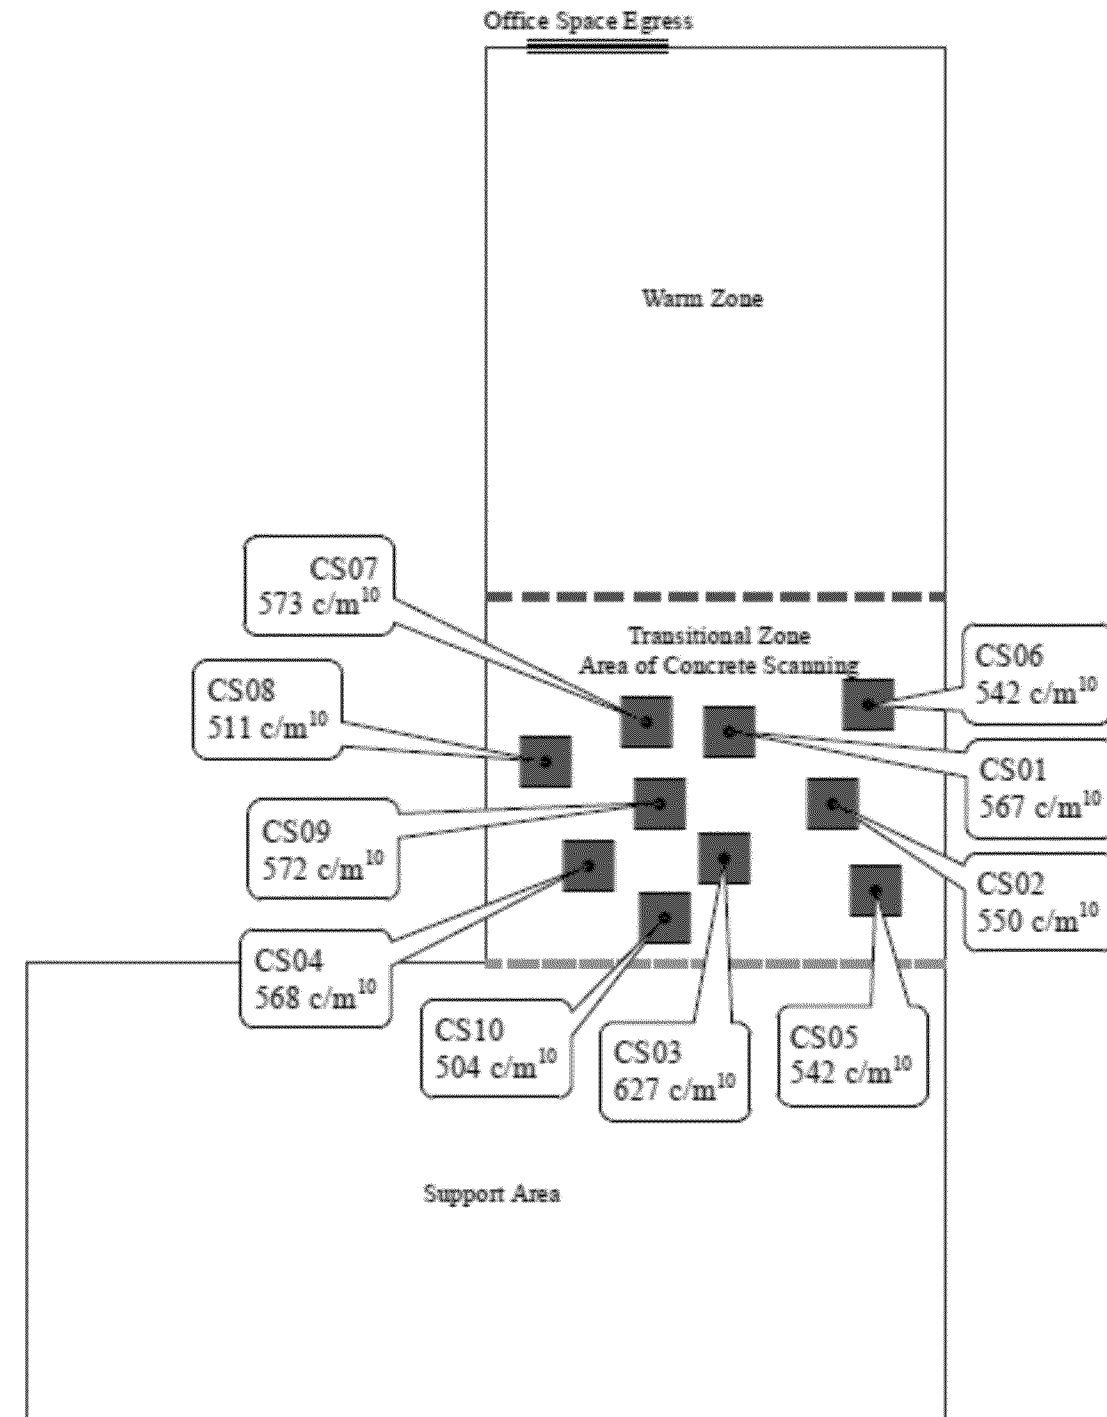 Office Space Egress
Warm Zone
CS07
573 c/m¹⁰
Transitional Zone
Area of Concrete Scanning
CS06
542 c/m¹⁰
CS08
511 c/m¹⁰
CS01
567 c/m¹⁰
CS09
572 c/m¹⁰
CS02
550 c/m¹⁰
CS04
568 c/m¹⁰
CS10
504 c/m¹⁰
CS03
627 c/m¹⁰
CS05
542 c/m¹⁰
Support Area